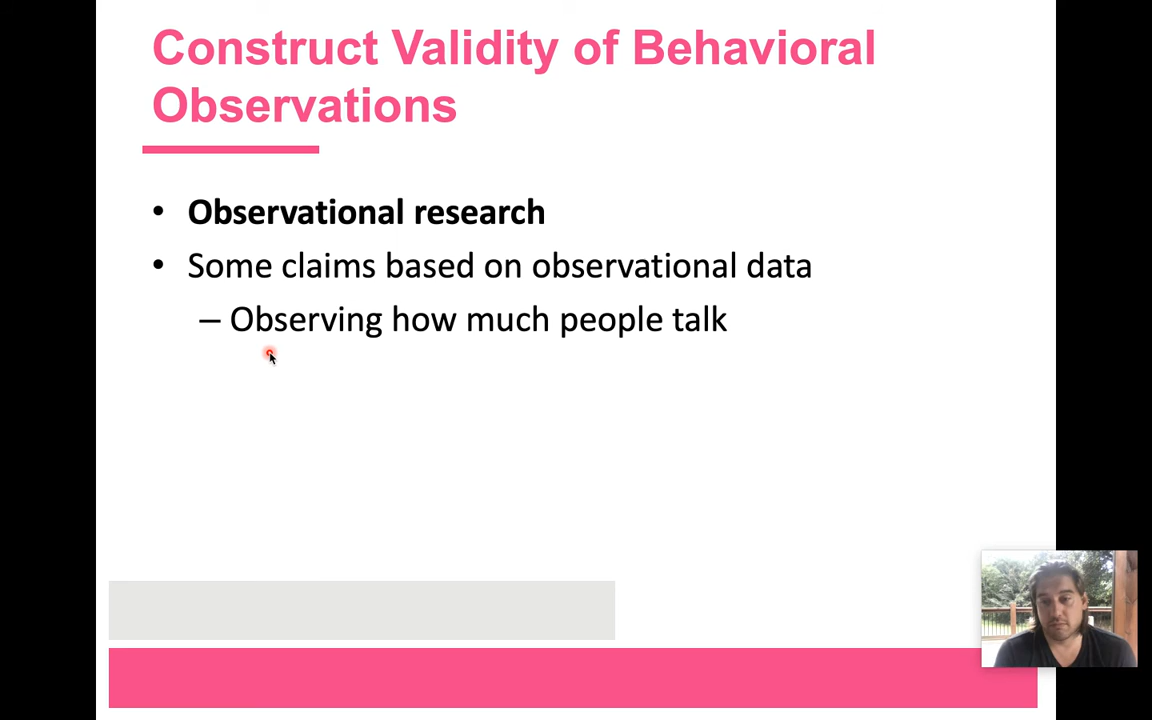 Construct Validity of Behavioral
Observations
• Observational research
• Some claims based on observational data
– Observing how much people talk